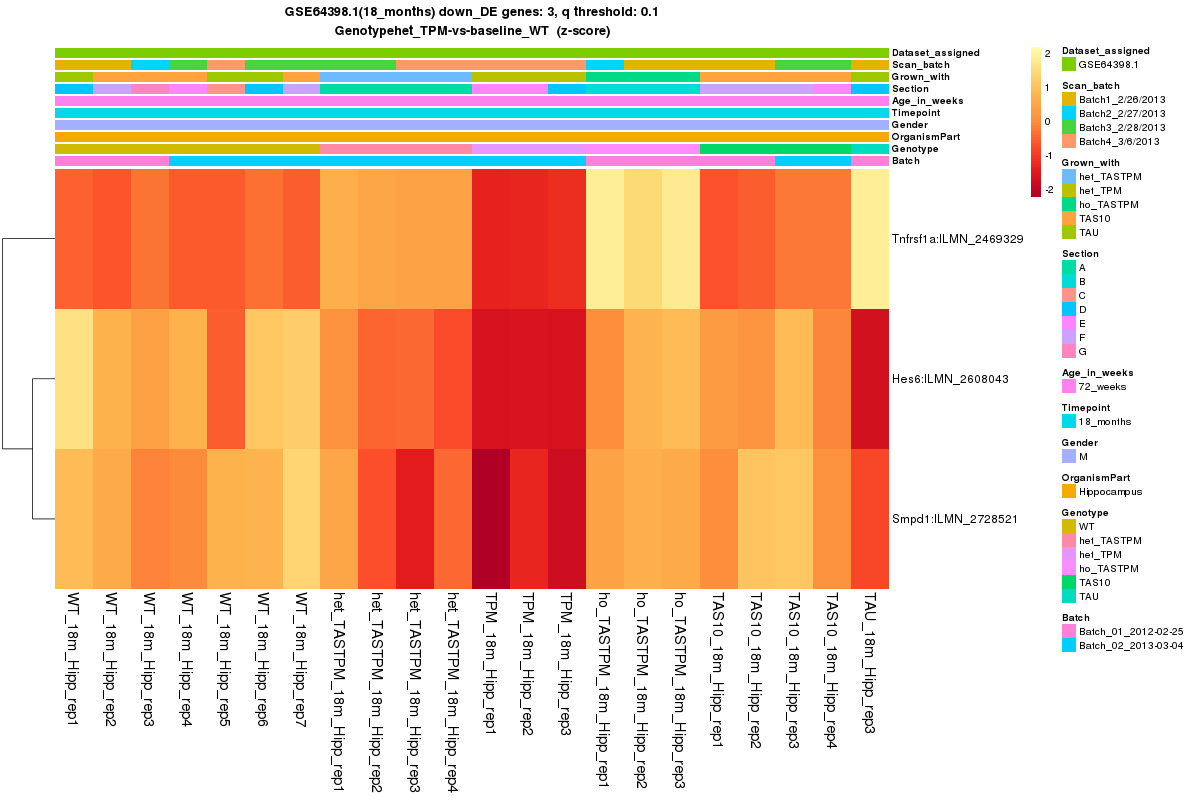 GSE64398.1(18_months) down_DE genes: 3, q threshold: 0.1
Genotypehet_TPM-vs-baseline_WT (z-score)
Dataset_assigned
Scan_batch
Grown_with
Section
Age_in_weeks
Timepoint
Gender
OrganismPart
Genotype
Batch
Tnfrsf1a:ILMN_2469329
Hes6:ILMN_2608043
Smpd1:ILMN_2728521
WT_18m_Hipp_rep1
WT_18m_Hipp_rep2
WT_18m_Hipp_rep3
WT_18m_Hipp_rep4
WT_18m_Hipp_rep5
WT_18m_Hipp_rep6
WT_18m_Hipp_rep7
het_TASTPM_18m_Hipp_rep1
het_TASTPM_18m_Hipp_rep2
het_TASTPM_18m_Hipp_rep3
het_TASTPM_18m_Hipp_rep4
TPM_18m_Hipp_rep1
TPM_18m_Hipp_rep2
TPM_18m_Hipp_rep3
ho_TASTPM_18m_Hipp_rep1
ho_TASTPM_18m_Hipp_rep2
ho_TASTPM_18m_Hipp_rep3
TAS10_18m_Hipp_rep1
TAS10_18m_Hipp_rep2
TAS10_18m_Hipp_rep3
TAS10_18m_Hipp_rep4
TAU_18m_Hipp_rep3
2
1
0
-1
-2
Dataset_assigned
GSE64398.1
Scan_batch
Batch1_2/26/2013
Batch2_2/27/2013
Batch3_2/28/2013
Batch4_3/6/2013
Grown_with
het_TASTPM
het_TPM
ho_TASTPM
TAS10
TAU
Section
A
B
C
D
E
F
G
Age_in_weeks
72_weeks
Timepoint
18_months
Gender
M
OrganismPart
Hippocampus
Genotype
WT
het_TASTPM
het_TPM
ho_TASTPM
TAS10
TAU
Batch
Batch_01_2012-02-25
Batch_02_2013-03-04